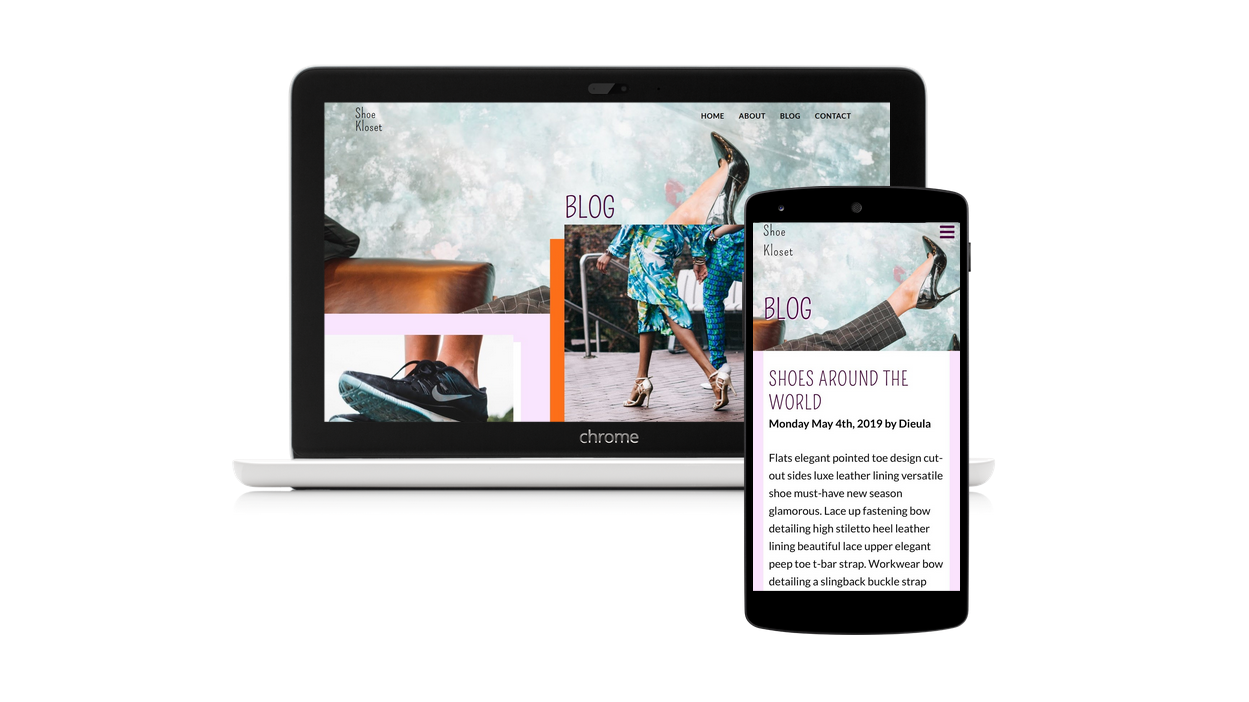 Shoe
Kloset
HOME ABOUT BLOG CONTACT
BLOG
chrome
Shoe
Kloset
BLOG
SHOES AROUND THE
WORLD
Monday May 4th, 2019 by Dieula
Flats elegant pointed toe design cut-
out sides luxe leather lining versatile
shoe must-have new season
glamorous. Lace up fastening bow
detailing high stiletto heel leather
lining beautiful lace upper elegant
peep toe t-bar strap. Workwear bow
detailing a slingback buckle strap